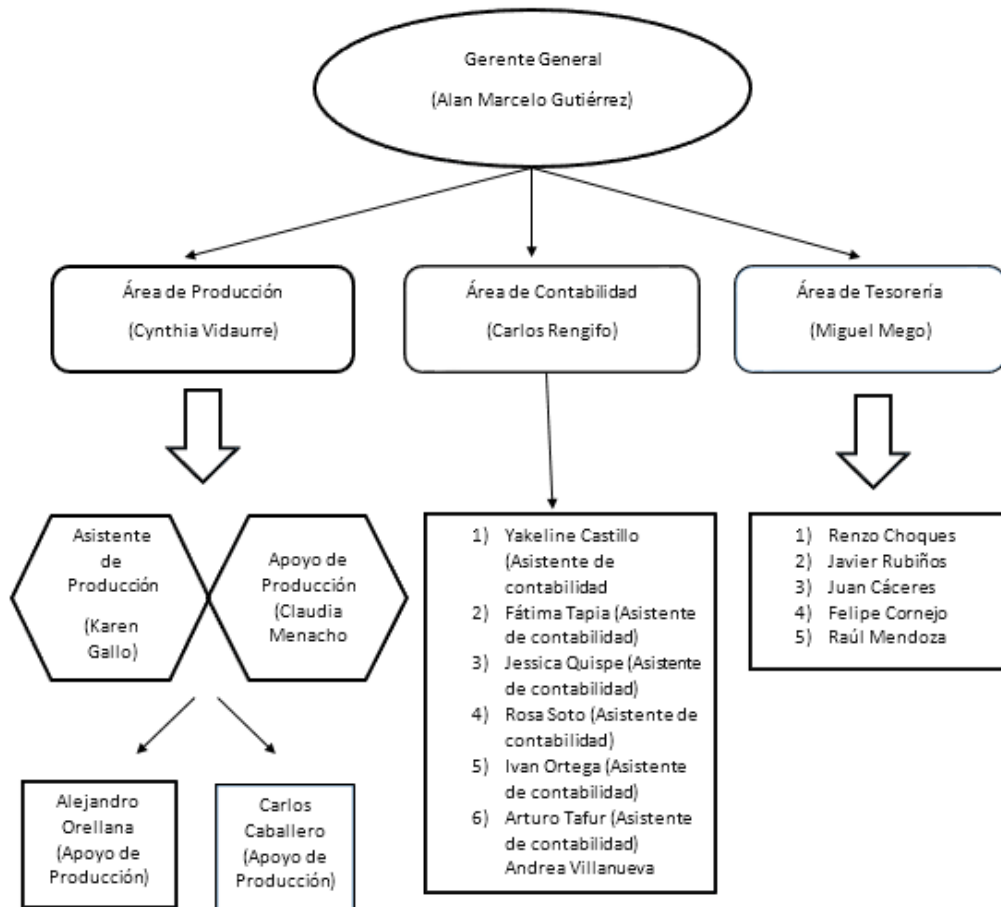 Gerente General
(Alan Marcelo Gutiérrez)
Área de Producción
(Cynthia Vidaurre)
Área de Contabilidad
(Carlos Rengifo)
Área de Tesorería
(Miguel Mego)
Asistente
de
Producción
(Karen
Gallo)
Apoyo de
Producción
(Claudia
Menacho
1) Yakeline Castillo
(Asistente de
contabilidad
2) Fátima Tapia (Asistente
de contabilidad)
3) Jessica Quispe (Asistente
de contabilidad)
4) Rosa Soto (Asistente de
contabilidad)
5) Ivan Ortega (Asistente
de contabilidad)
6) Arturo Tafur (Asistente
de contabilidad)
Andrea Villanueva
1) Renzo Choques
2) Javier Rubiños
3) Juan Cáceres
4) Felipe Cornejo
5) Raúl Mendoza
Alejandro
Orellana
(Apoyo de
Producción)
Carlos
Caballero
(Apoyo de
Producción)